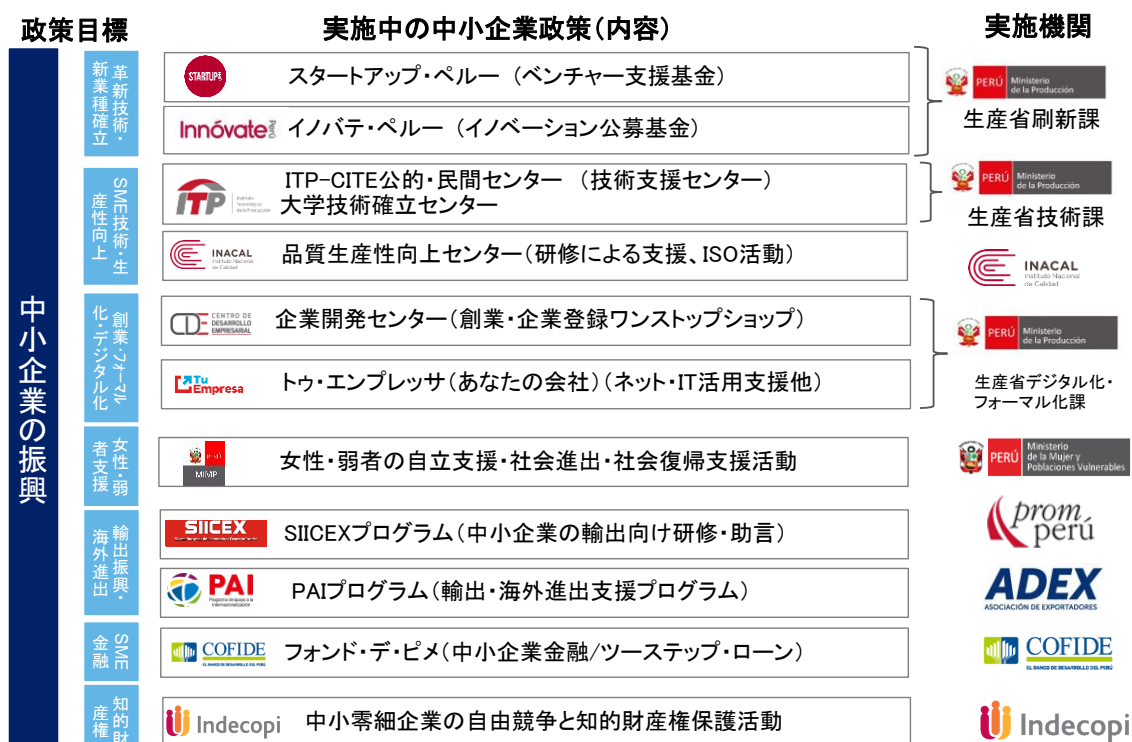 政策目標
実施中の中小企業政策(内容)
実施機関
中小企業の振興
革新技術・
新業種確立
STARTUP
スタートアップ・ペルー (ベンチャー支援基金)
Innóvate Perú
イノバテ・ペルー (イノベーション公募基金)
PERÚ
Ministerio
de la Producción
生産省刷新課
SME技術・生
産性向上
ITP
Instituto
Tecnológico
de la Producción
ITP-CITE公的・民間センター (技術支援センター)
大学技術確立センター
PERÚ
Ministerio
de la Producción
生産省技術課
INACAL
Instituto Nacional
de Calidad
品質生産性向上センター(研修による支援、ISO活動)
INACAL
Instituto Nacional
de Calidad
創業・フォーマル
化・デジタル化
CDE
CENTRO DE
DESARROLLO
EMPRESARIAL
企業開発センター(創業・企業登録ワンストップショップ)
Tu
Empresa
トゥ・エンプレッサ(あなたの会社)(ネット・IT活用支援他)
PERÚ
Ministerio
de la Producción
生産省デジタル化・
フォーマル化課
女性・弱
者支援
MIMP
女性・弱者の自立支援・社会進出・社会復帰支援活動
PERÚ
Ministerio
de la Mujer y
Poblaciones Vulnerables
輸出振興・
海外進出
SIICEX
SIICEXプログラム(中小企業の輸出向け研修・助言)
prom
perú
PAI
Programa de Apoyo a la
Internacionalización
PAIプログラム(輸出・海外進出支援プログラム)
ADEX
ASOCIACIÓN DE EXPORTADORES
SME
金融
COFIDE
EL BANCO DE DESARROLLO DEL PERÚ
フォンド・デ・ピメ(中小企業金融/ツーステップ・ローン)
COFIDE
EL BANCO DE DESARROLLO DEL PERÚ
知的財
産権
Indecopi
中小零細企業の自由競争と知的財産権保護活動
Indecopi